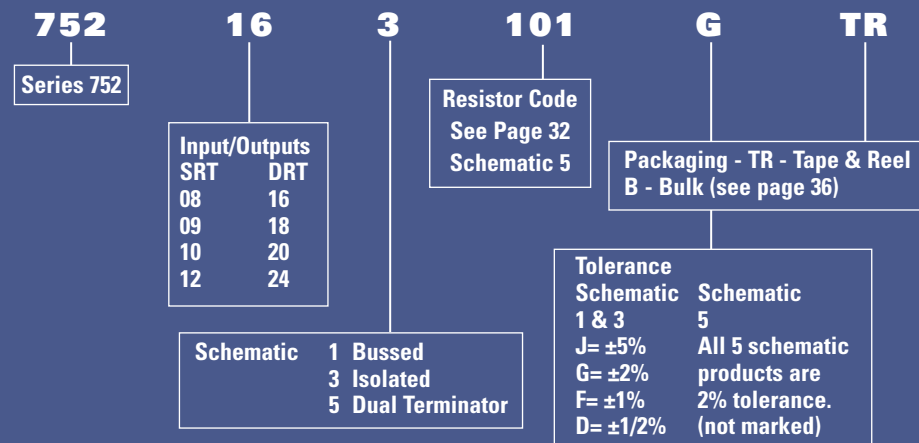 752 16 3 101 G TR
Series 752
Input/Outputs
SRT DRT
08 16
09 18
10 20
12 24
Resistor Code
See Page 32
Schematic 5
Packaging - TR - Tape & Reel
B - Bulk (see page 36)
Schematic 1 Bussed
3 Isolated
5 Dual Terminator
Tolerance
Schematic Schematic
1 & 3 5
J= ±5% All 5 schematic
G= ±2% products are
F= ±1% 2% tolerance.
D= ±1/2% (not marked)